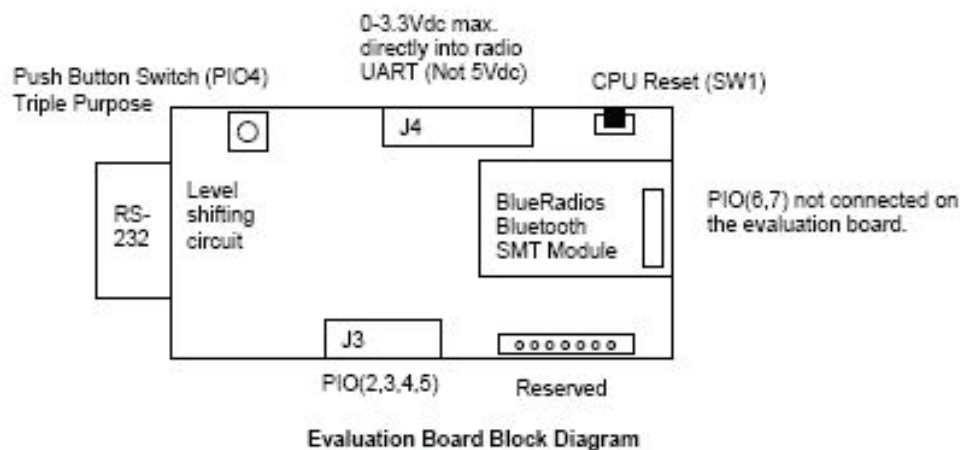 0-3.3Vdc max.
directly into radio
UART (Not 5Vdc)
Push Button Switch (PIO4)
Triple Purpose
CPU Reset (SW1)
J4
RS-
232
Level
shifting
circuit
BlueRadios
Bluetooth
SMT Module
PIO(6,7) not connected on
the evaluation board.
J3
PIO(2,3,4,5)
Reserved
Evaluation Board Block Diagram